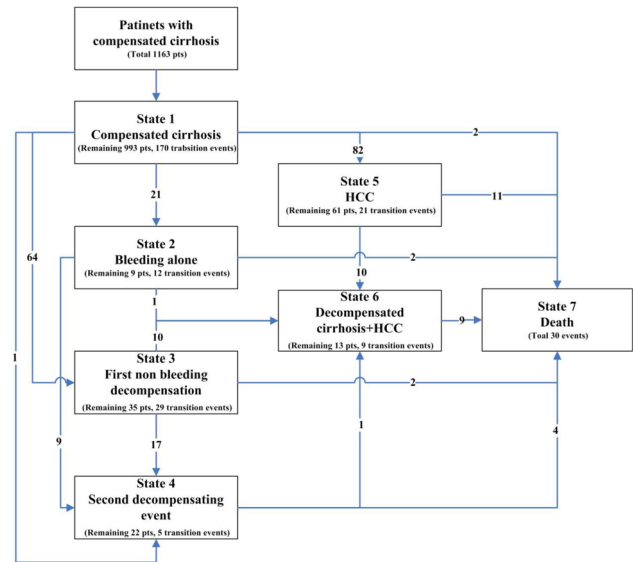 Patinets with
compensated cirrhosis
(Total 1163 pts)
State 1
Compensated cirrhosis
(Remaining 993 pts, 170 trabsition events)
2
82
State 5
HCC
(Remaining 61 pts, 21 transition events)
11
21
State 2
Bleeding alone
(Remaining 9 pts, 12 transition events)
64
2
10
1
State 6
Decompensated
cirrhosis+HCC
(Remaining 13 pts, 9 transition events)
9
State 7
Death
(Toal 30 events)
10
1
State 3
First non bleeding
decompensation
(Remaining 35 pts, 29 transition events)
2
17
9
1
4
State 4
Second decompensating
event
(Remaining 22 pts, 5 transition events)